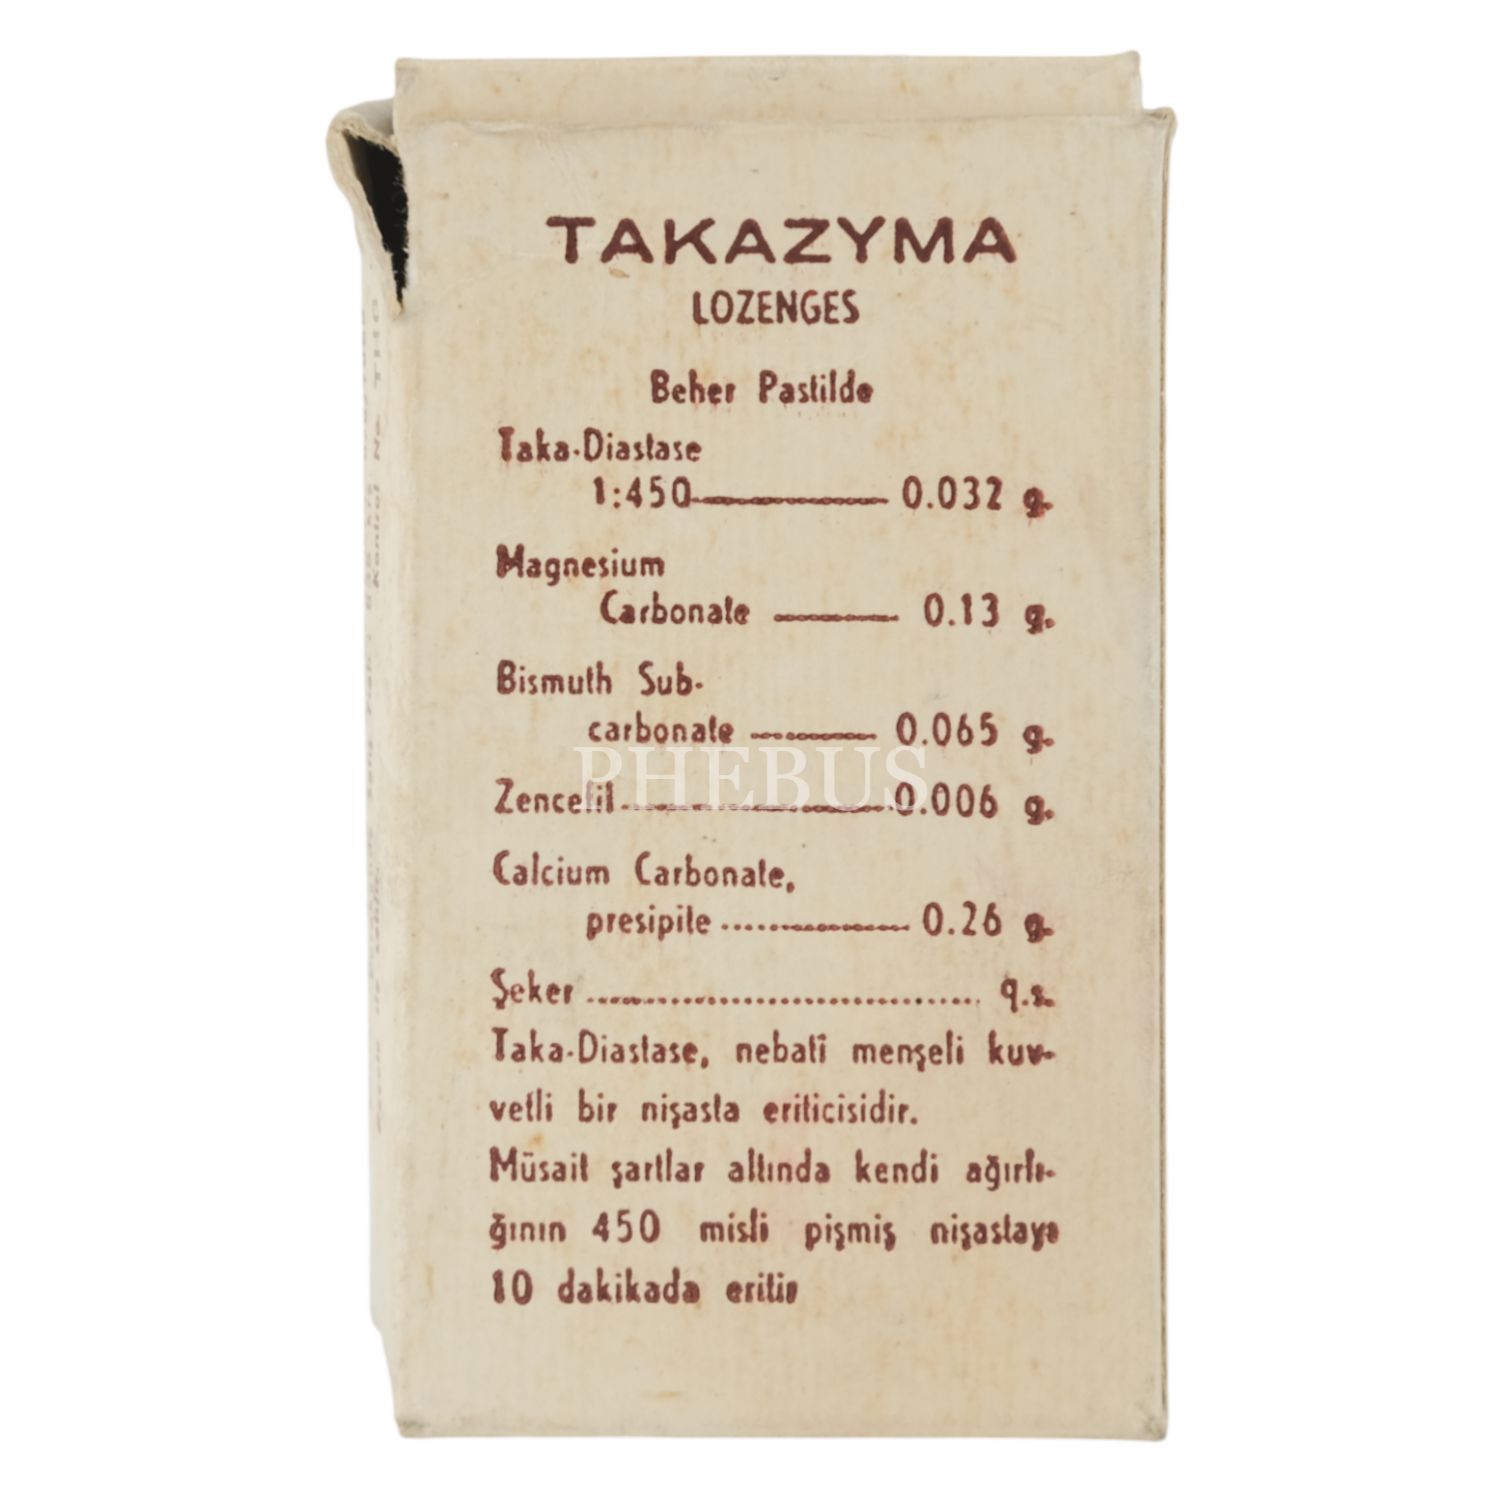 TAKAZYMA
LOZENGES
Beher Pastilde
Taka-Diastase
1:450 0.032 g.
Magnesium
Carbonate 0.13 g.
Bismuth Sub-
carbonate 0.065 g.
PHEBUS
Zencefil 0.006 g.
Calcium Carbonate,
presipite 0.26 g.
Şeker q.s.
Taka-Diastase, nebatî menşeli kuv-
vetli bir nişasta eriticisidir.
Müsait şartlar altında kendi ağırlı-
ğının 450 misli pişmiş nişastayı
10 dakikada eritir